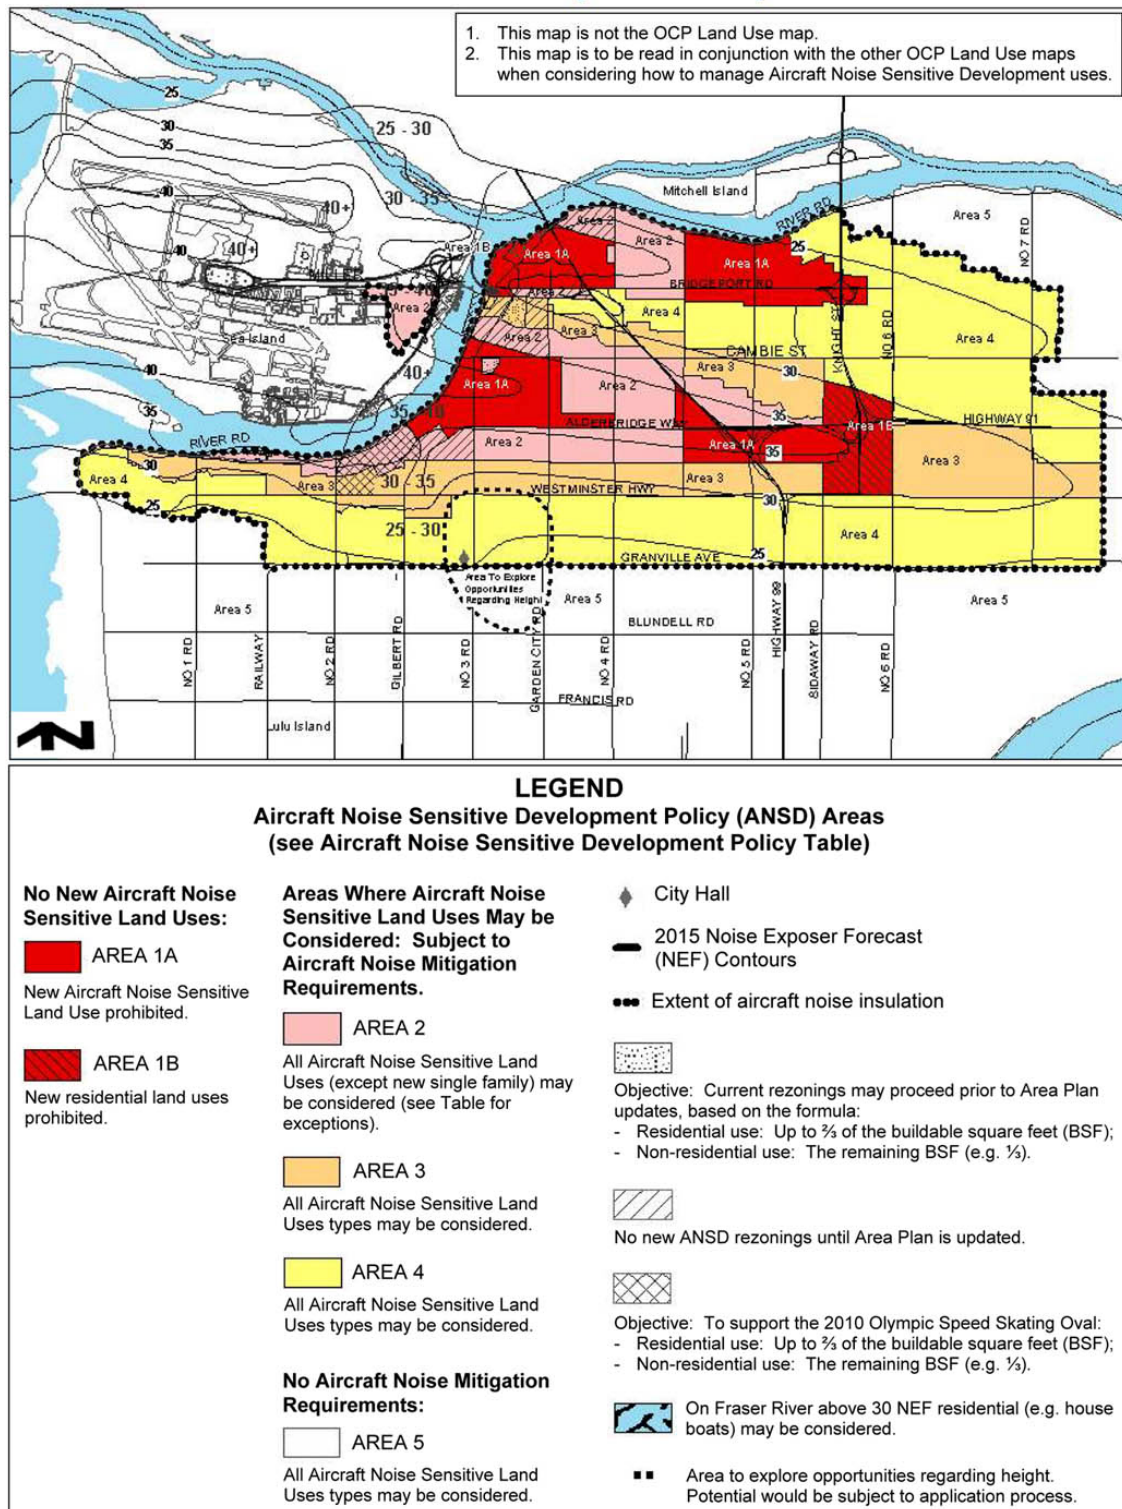 1. This map is not the OCP Land Use map.
2. This map is to be read in conjunction with the other OCP Land Use maps
when considering how to manage Aircraft Noise Sensitive Development uses.
25
30
35
25 - 30
40
30 - 35
40+
Mitchell Island
RIVER RD
Area 5
NO 7 RD
Area 2
Area 1B
Area 2
25
40
40+
Area 1A
Area 1A
BRIDGEPORT RD
Area 2
Area 2
Area 4
KNIGHT ST
NO 6 RD
Area 3
Area 4
Sea Island
Area 2
CAMBIE ST
40
40+
Area 3
30
Area 1A
Area 2
35
35 - 40
35
HIGHWAY 91
ALDERBRIDGE WAY
Area 1B
RIVER RD
Area 2
Area 1A
35
30
Area 3
Area 4
Area 3
30 - 35
Area 3
WESTMINSTER HWY
30
25
25 - 30
Area 4
25
GRANVILLE AVE
Area To Explore
Opportunities
Regarding Height
Area 5
Area 5
Area 5
BLUNDELL RD
NO 1 RD
RAILWAY
NO 2 RD
GILBERT RD
NO 3 RD
GARDEN CITY RD
NO 4 RD
NO 5 RD
HIGHWAY 99
SIDAWAY RD
NO 6 RD
FRANCIS RD
Lulu Island
LEGEND
Aircraft Noise Sensitive Development Policy (ANSD) Areas
(see Aircraft Noise Sensitive Development Policy Table)
No New Aircraft Noise
Sensitive Land Uses:
AREA 1A
New Aircraft Noise Sensitive
Land Use prohibited.
AREA 1B
New residential land uses
prohibited.
Areas Where Aircraft Noise
Sensitive Land Uses May be
Considered: Subject to
Aircraft Noise Mitigation
Requirements.
AREA 2
All Aircraft Noise Sensitive Land
Uses (except new single family) may
be considered (see Table for
exceptions).
AREA 3
All Aircraft Noise Sensitive Land
Uses types may be considered.
AREA 4
All Aircraft Noise Sensitive Land
Uses types may be considered.
No Aircraft Noise Mitigation
Requirements:
AREA 5
All Aircraft Noise Sensitive Land
Uses types may be considered.
City Hall
2015 Noise Exposer Forecast
(NEF) Contours
Extent of aircraft noise insulation
Objective: Current rezonings may proceed prior to Area Plan
updates, based on the formula:
- Residential use: Up to ⅔ of the buildable square feet (BSF);
- Non-residential use: The remaining BSF (e.g. ⅓).
No new ANSD rezonings until Area Plan is updated.
Objective: To support the 2010 Olympic Speed Skating Oval:
- Residential use: Up to ⅔ of the buildable square feet (BSF);
- Non-residential use: The remaining BSF (e.g. ⅓).
On Fraser River above 30 NEF residential (e.g. house
boats) may be considered.
Area to explore opportunities regarding height.
Potential would be subject to application process.